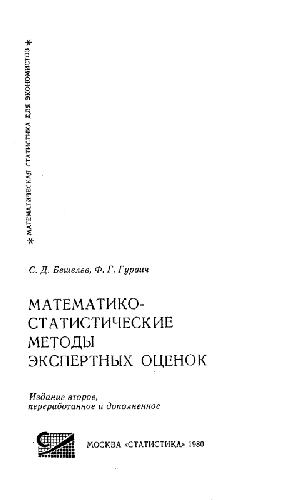 * МАТЕМАТИЧЕСКАЯ СТАТИСТИКА ДЛЯ ЭКОНОМИСТОВ *
С. Д. Бешелев, Ф. Г. Гурвич
МАТЕМАТИКО-
СТАТИСТИЧЕСКИЕ
МЕТОДЫ
ЭКСПЕРТНЫХ ОЦЕНОК
Издание второе,
переработанное и дополненное
МОСКВА «СТАТИСТИКА» 1980